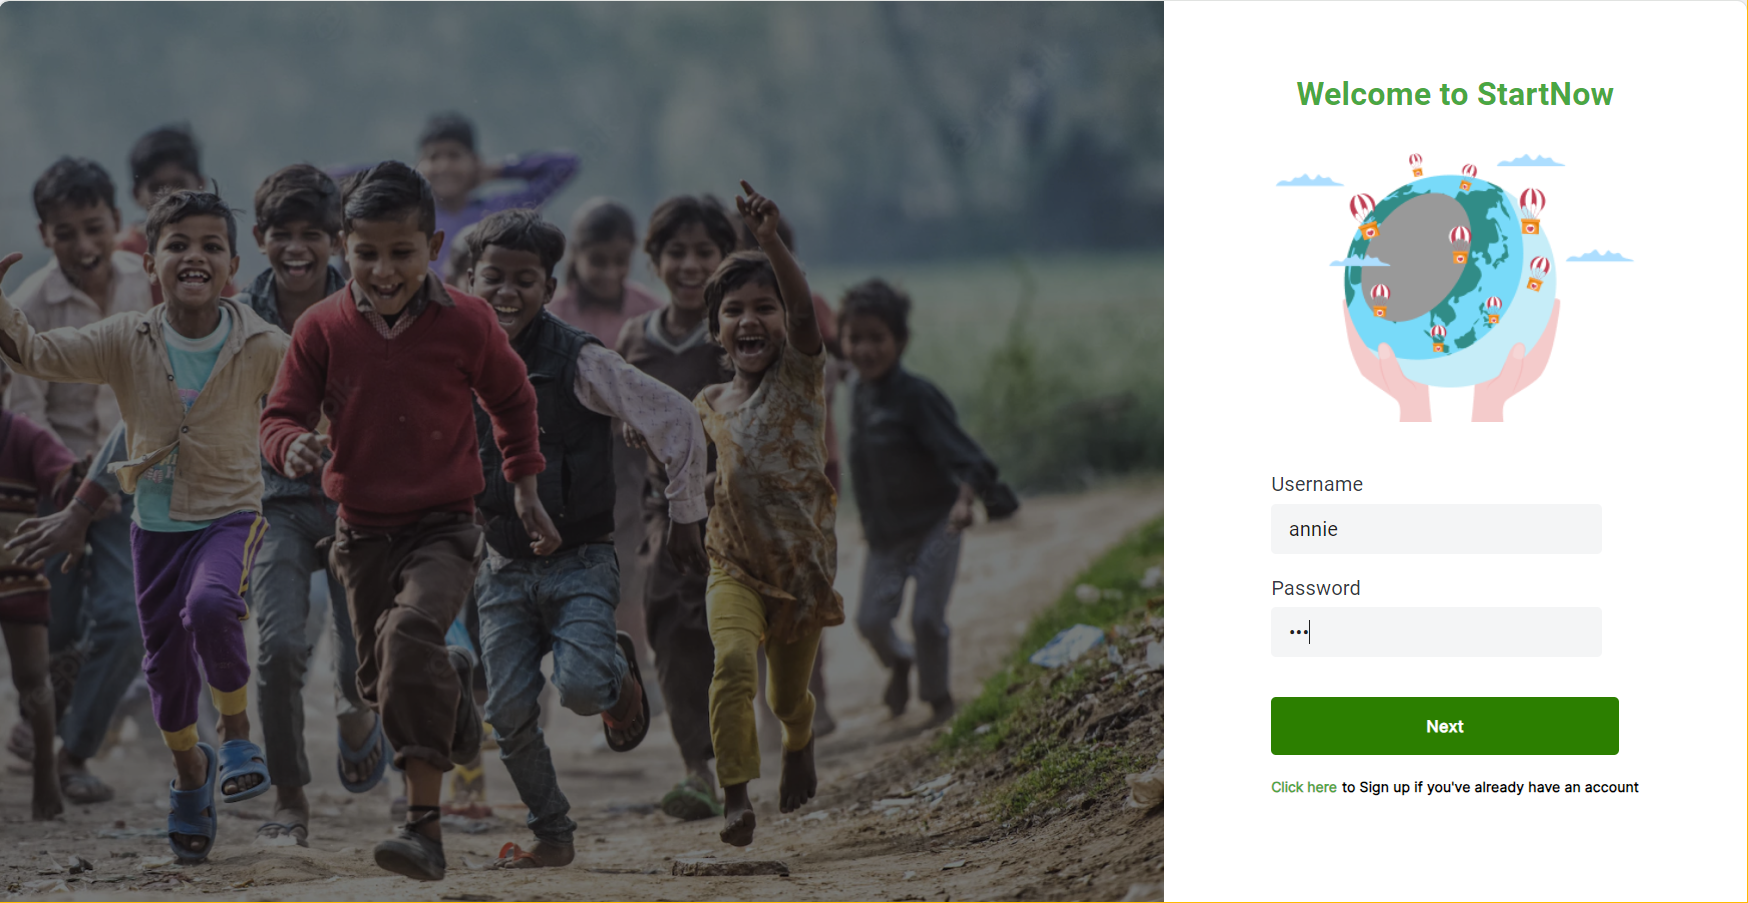 Welcome to StartNow
Username
annie
Password
•••
Next
Click here to Sign up if you've already have an account